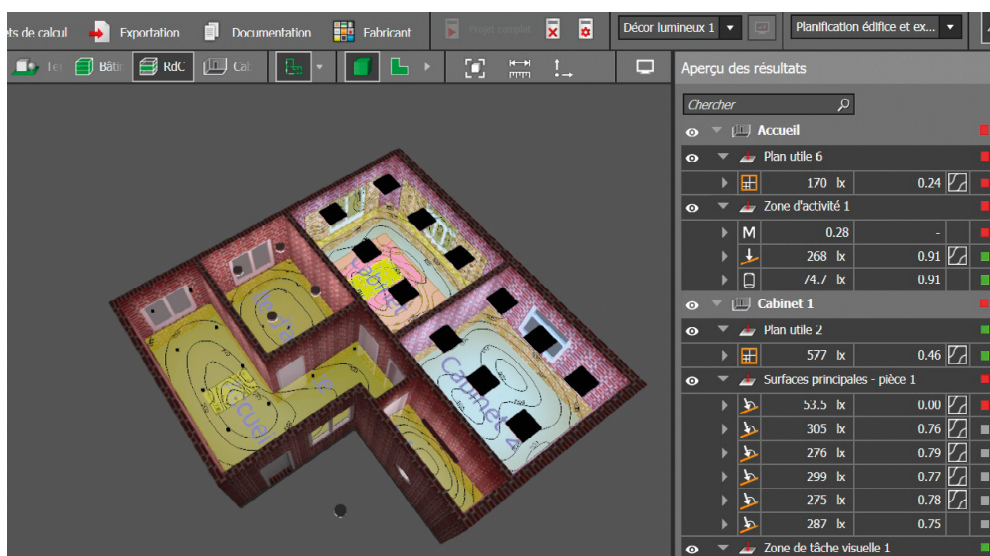 ts de calcul Exportation Documentation Fabricant Projet complet Décor lumineux 1 Planification édifice et ex...
Bâti RdC Cal
Aperçu des résultats
Chercher
Accueil
Plan utile 6
170 lx 0.24
Zone d'activité 1
M 0.28 -
268 lx 0.91
74.7 lx 0.91
Cabinet 1
Plan utile 2
577 lx 0.46
Surfaces principales - pièce 1
53.5 lx 0.00
305 lx 0.76
276 lx 0.79
299 lx 0.77
275 lx 0.78
287 lx 0.75
Zone de tâche visuelle 1
Cabinet 2